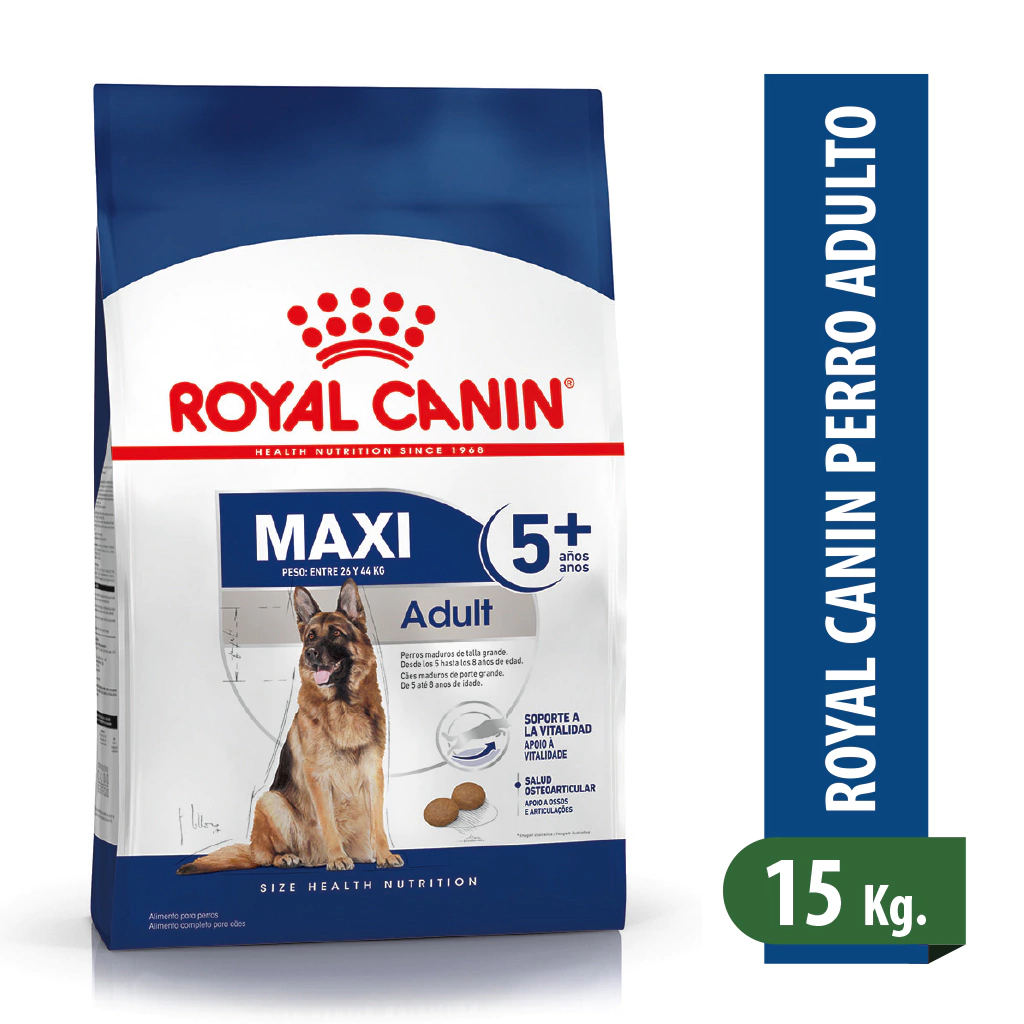 ROYAL CANIN®
HEALTH NUTRITION SINCE 1968
MAXI
PESO: ENTRE 26 Y 44 KG
5+
años
anos
Adult
Perros maduros de talla grande.
Desde los 5 hasta los 8 años de edad.
Cães maduros de porte grande.
De 5 até 8 anos de idade.
SOPORTE A
LA VITALIDAD
APOIO À
VITALIDADE
SALUD
OSTEOARTICULAR
APOIO A OSSOS
E ARTICULAÇÕES
SIZE HEALTH NUTRITION
Alimento para perros
Alimento completo para cães
ROYAL CANIN PERRO ADULTO
15 Kg.